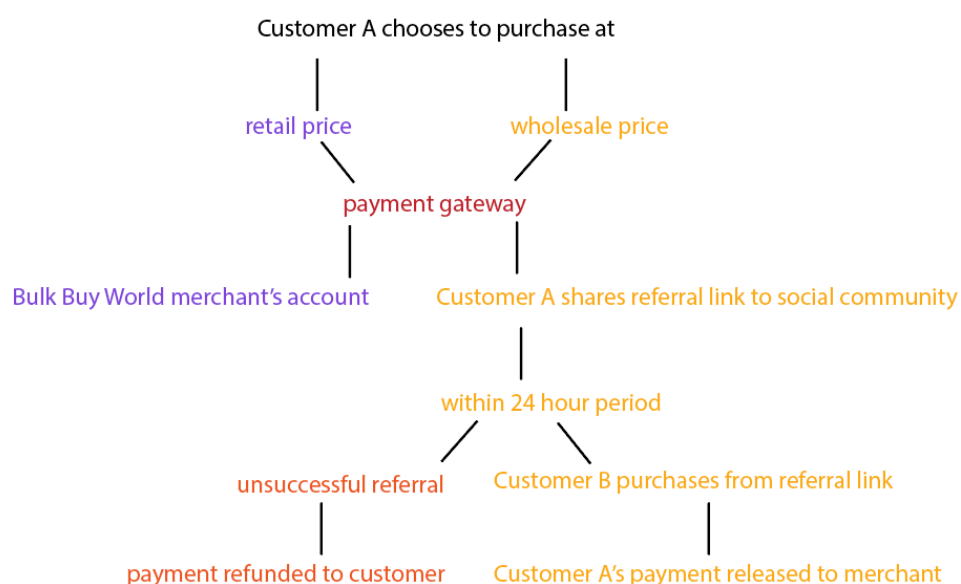 Customer A chooses to purchase at
retail price
wholesale price
payment gateway
Bulk Buy World merchant's account
Customer A shares referral link to social community
within 24 hour period
unsuccessful referral
Customer B purchases from referral link
payment refunded to customer
Customer A's payment released to merchant